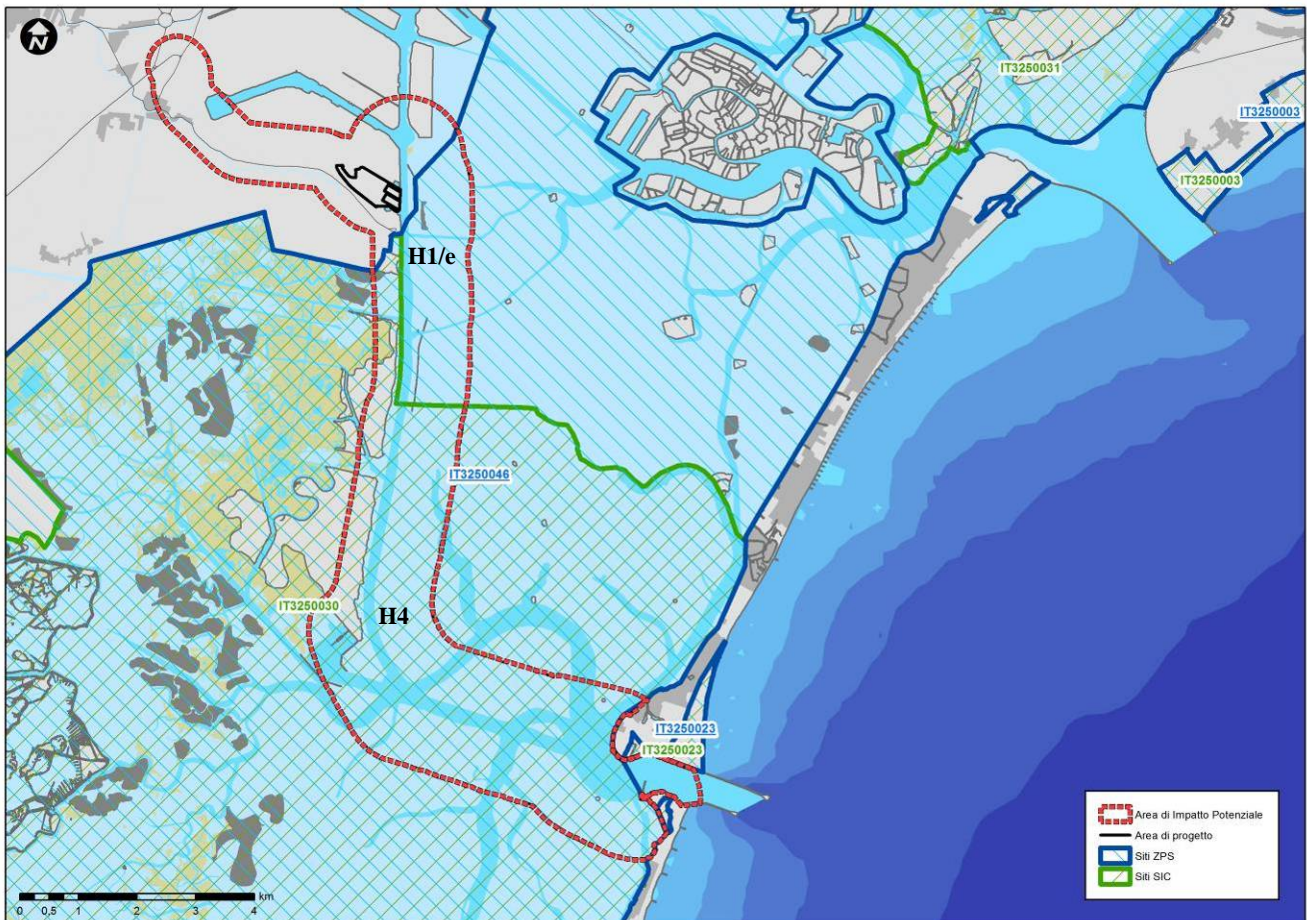 N
IT3250031
IT3250003
IT3250003
H1/e
IT3250046
IT3250030
H4
IT3250023
IT3250023
Area di Impatto Potenziale
Area di progetto
Siti ZPS
Siti SIC
km
0 0,5 1 2 3 4